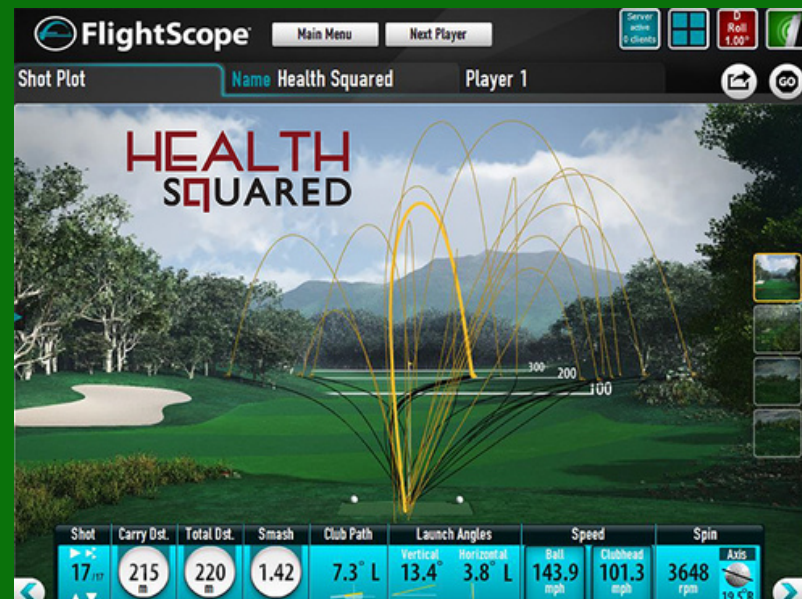 FlightScope
Main Menu
Next Player
Server
active
0 clients
D
Roll
1.00°
Shot Plot
Name Health Squared
Player 1
GO
HEALTH
SQUARED
300
200
100
Shot
Carry Dst.
Total Dst.
Smash
Club Path
Launch Angles
Speed
Spin
17/17
215
m
220
m
1.42
7.3° L
Vertical
13.4°
Horizontal
3.8° L
Ball
143.9
mph
Clubhead
101.3
mph
3648
rpm
Axis
19.5°R